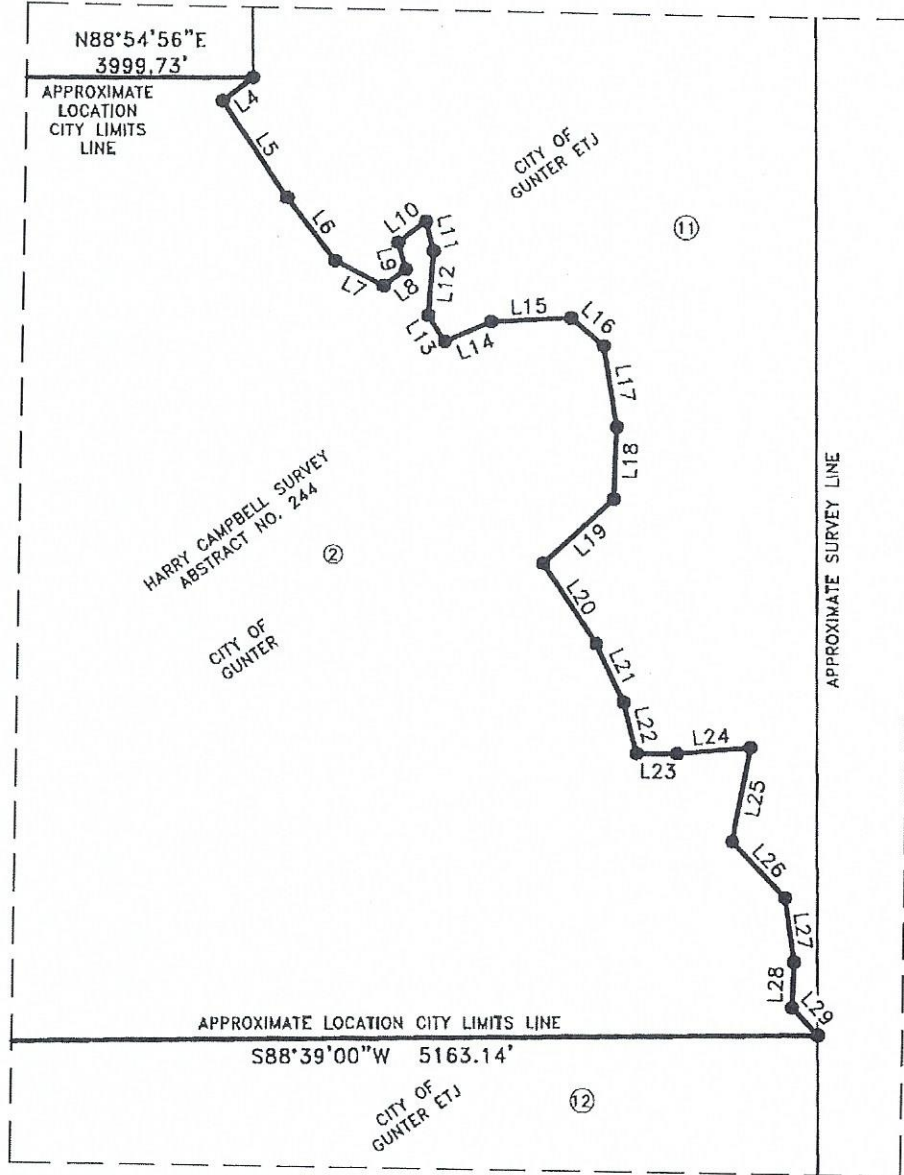 N88°54'56"E
3999.73'
APPROXIMATE
LOCATION
CITY LIMITS
LINE
L4
L5
CITY OF
GUNTER ETJ
L6
L10
L11
11
L9
L8
L7
L12
L13
L14
L15
L16
L17
L18
HARRY CAMPBELL SURVEY
ABSTRACT NO. 244
2
L19
APPROXIMATE SURVEY LINE
L20
CITY OF
GUNTER
L21
L22
L23
L24
L25
L26
L27
L28
L29
APPROXIMATE LOCATION CITY LIMITS LINE
S88°39'00"W 5163.14'
CITY OF
GUNTER ETJ
12